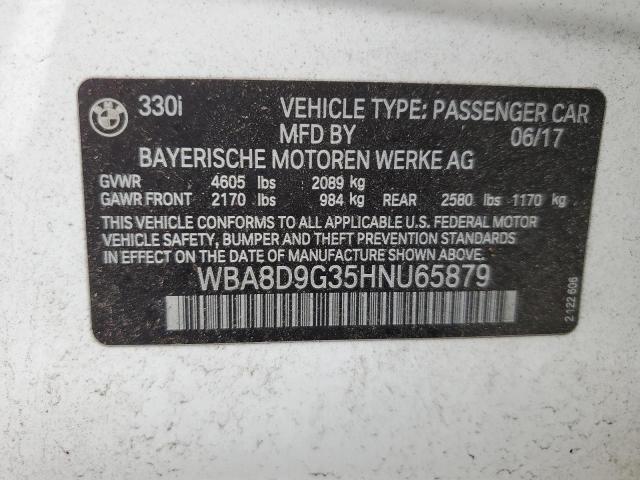 330i VEHICLE TYPE: PASSENGER CAR
MFD BY 06/17
BAYERISCHE MOTOREN WERKE AG
GVWR 4605 lbs 2089 kg
GAWR FRONT 2170 lbs 984 kg REAR 2580 lbs 1170 kg
THIS VEHICLE CONFORMS TO ALL APPLICABLE U.S. FEDERAL MOTOR
VEHICLE SAFETY, BUMPER AND THEFT PREVENTION STANDARDS
IN EFFECT ON THE DATE OF MANUFACTURE SHOWN ABOVE:
WBA8D9G35HNU65879
2 122 606